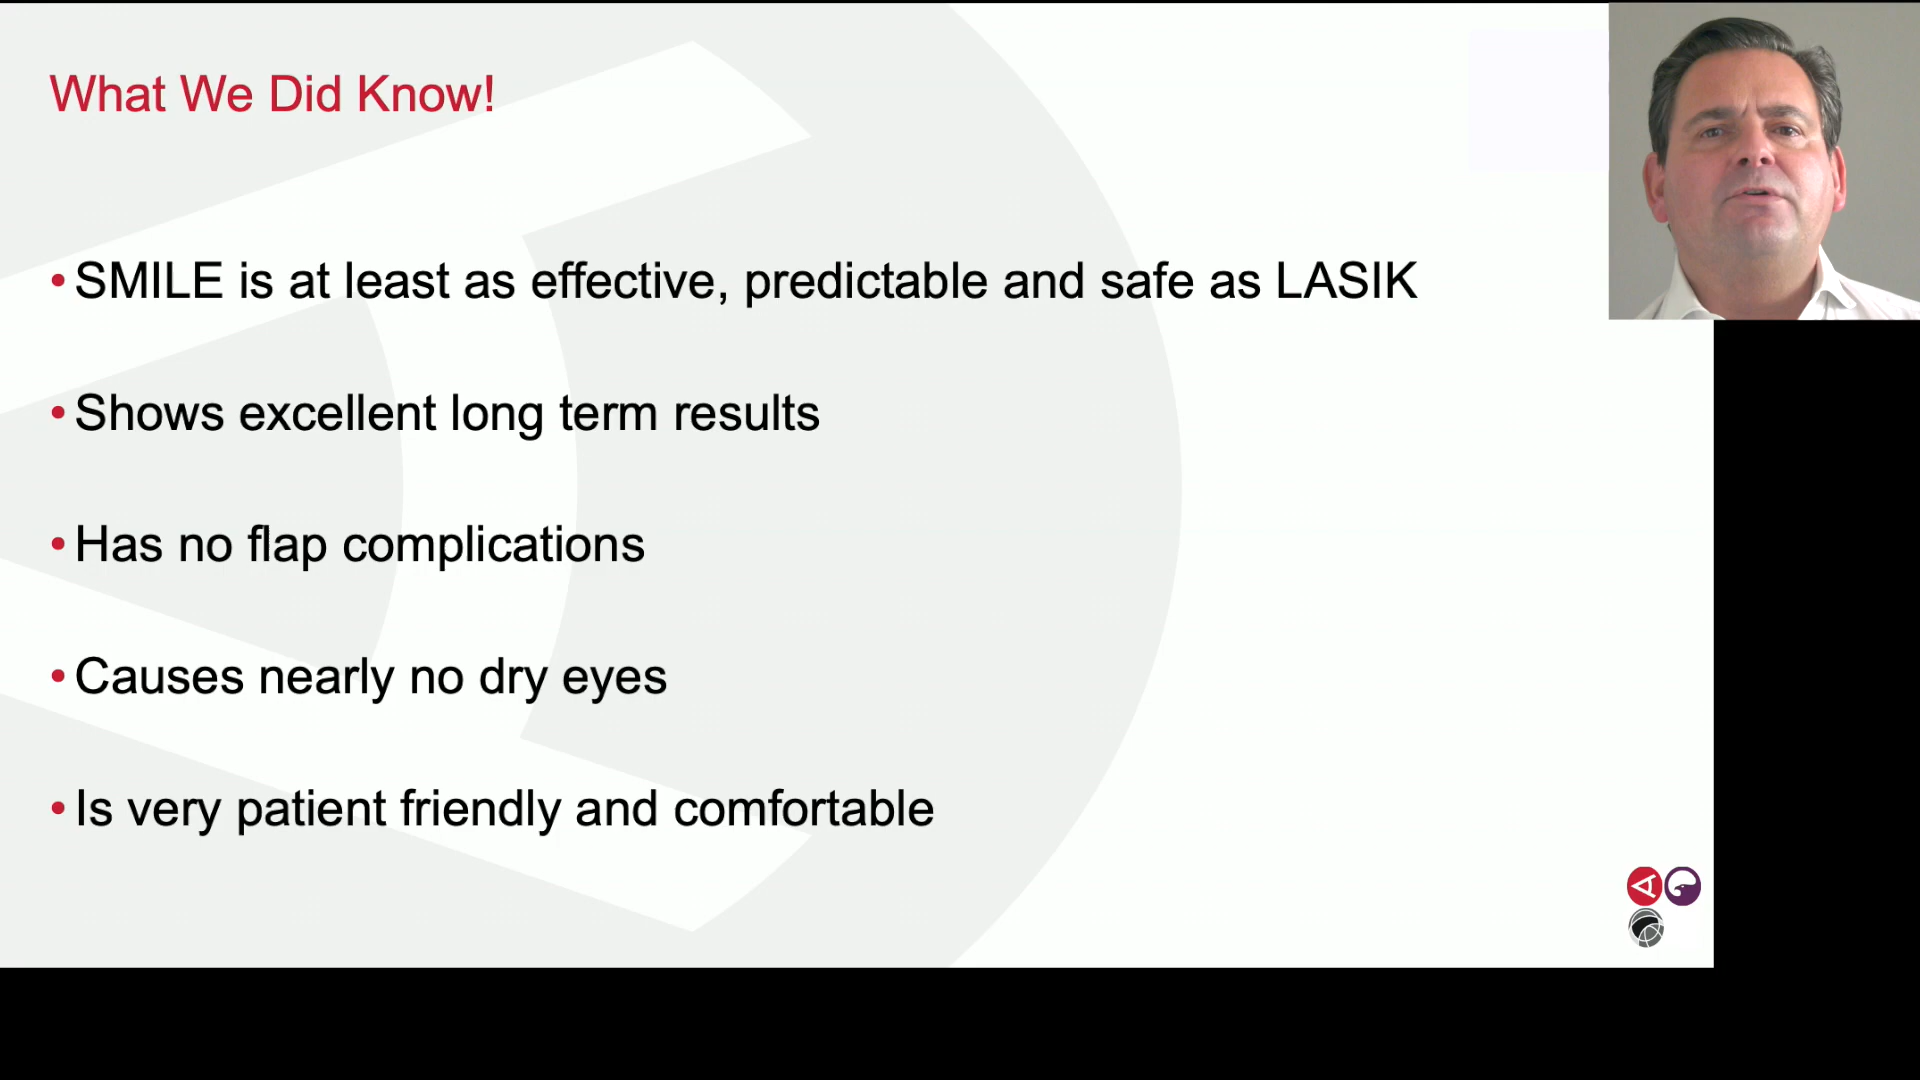 What We Did Know!
• SMILE is at least as effective, predictable and safe as LASIK
• Shows excellent long term results
• Has no flap complications
• Causes nearly no dry eyes
• Is very patient friendly and comfortable